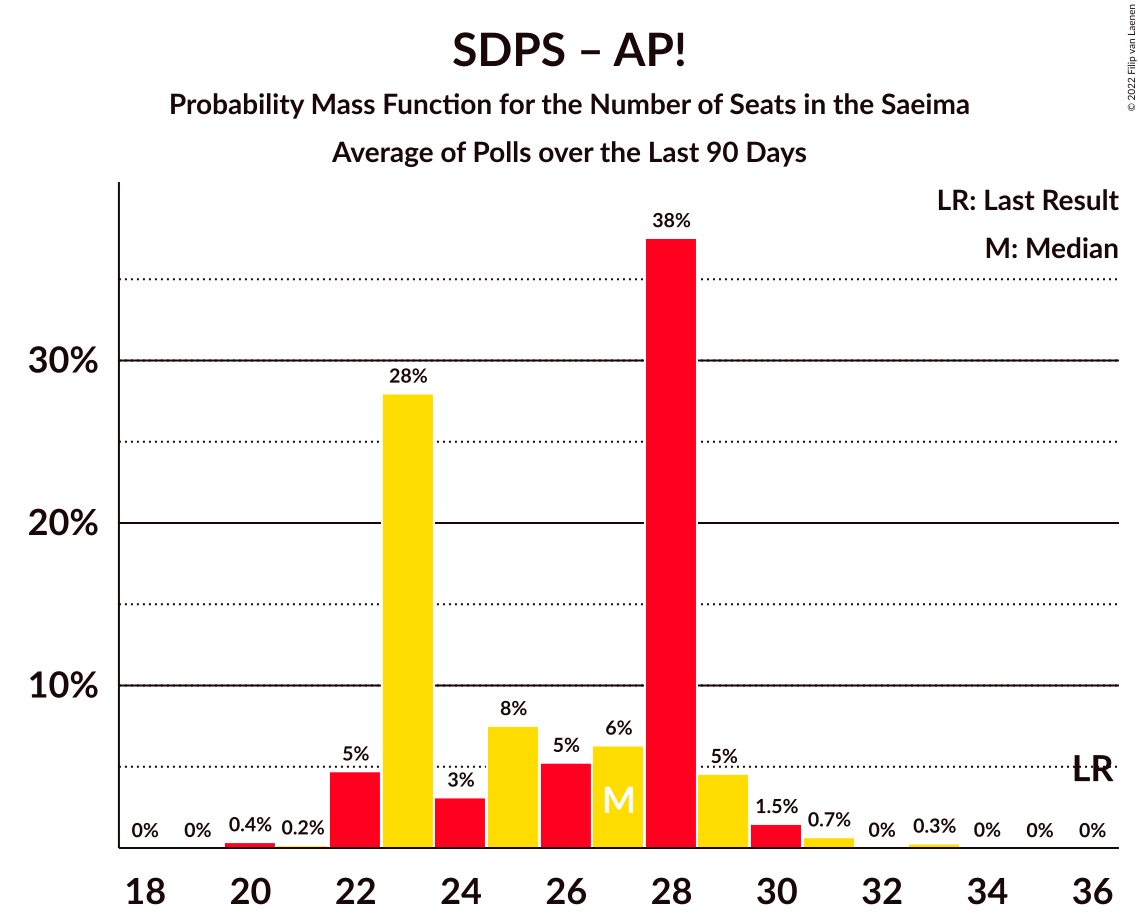 SDPS – AP!
Probability Mass Function for the Number of Seats in the Saeima
Average of Polls over the Last 90 Days
© 2022 Filip van Laenen
LR: Last Result
M: Median
30%
20%
10%
0%
0%
0.4%
0.2%
5%
28%
3%
8%
5%
6%
38%
5%
1.5%
0.7%
0%
0.3%
0%
0%
0%
M
LR
18 20 22 24 26 28 30 32 34 36